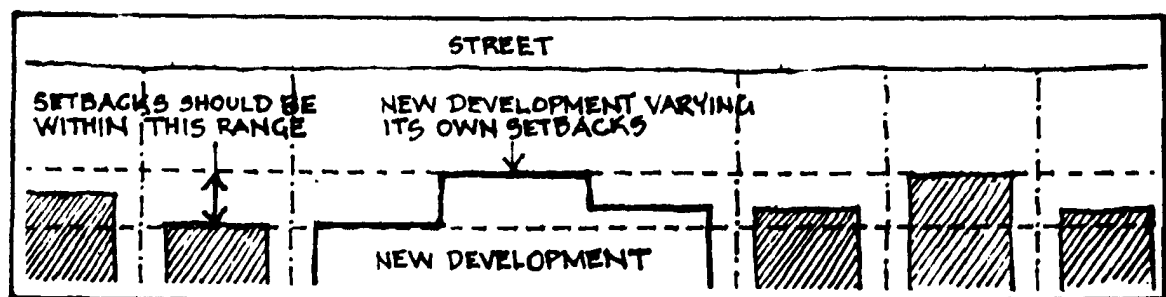 STREET
SETBACKS SHOULD BE
WITHIN THIS RANGE
NEW DEVELOPMENT VARYING
ITS OWN SETBACKS
NEW DEVELOPMENT